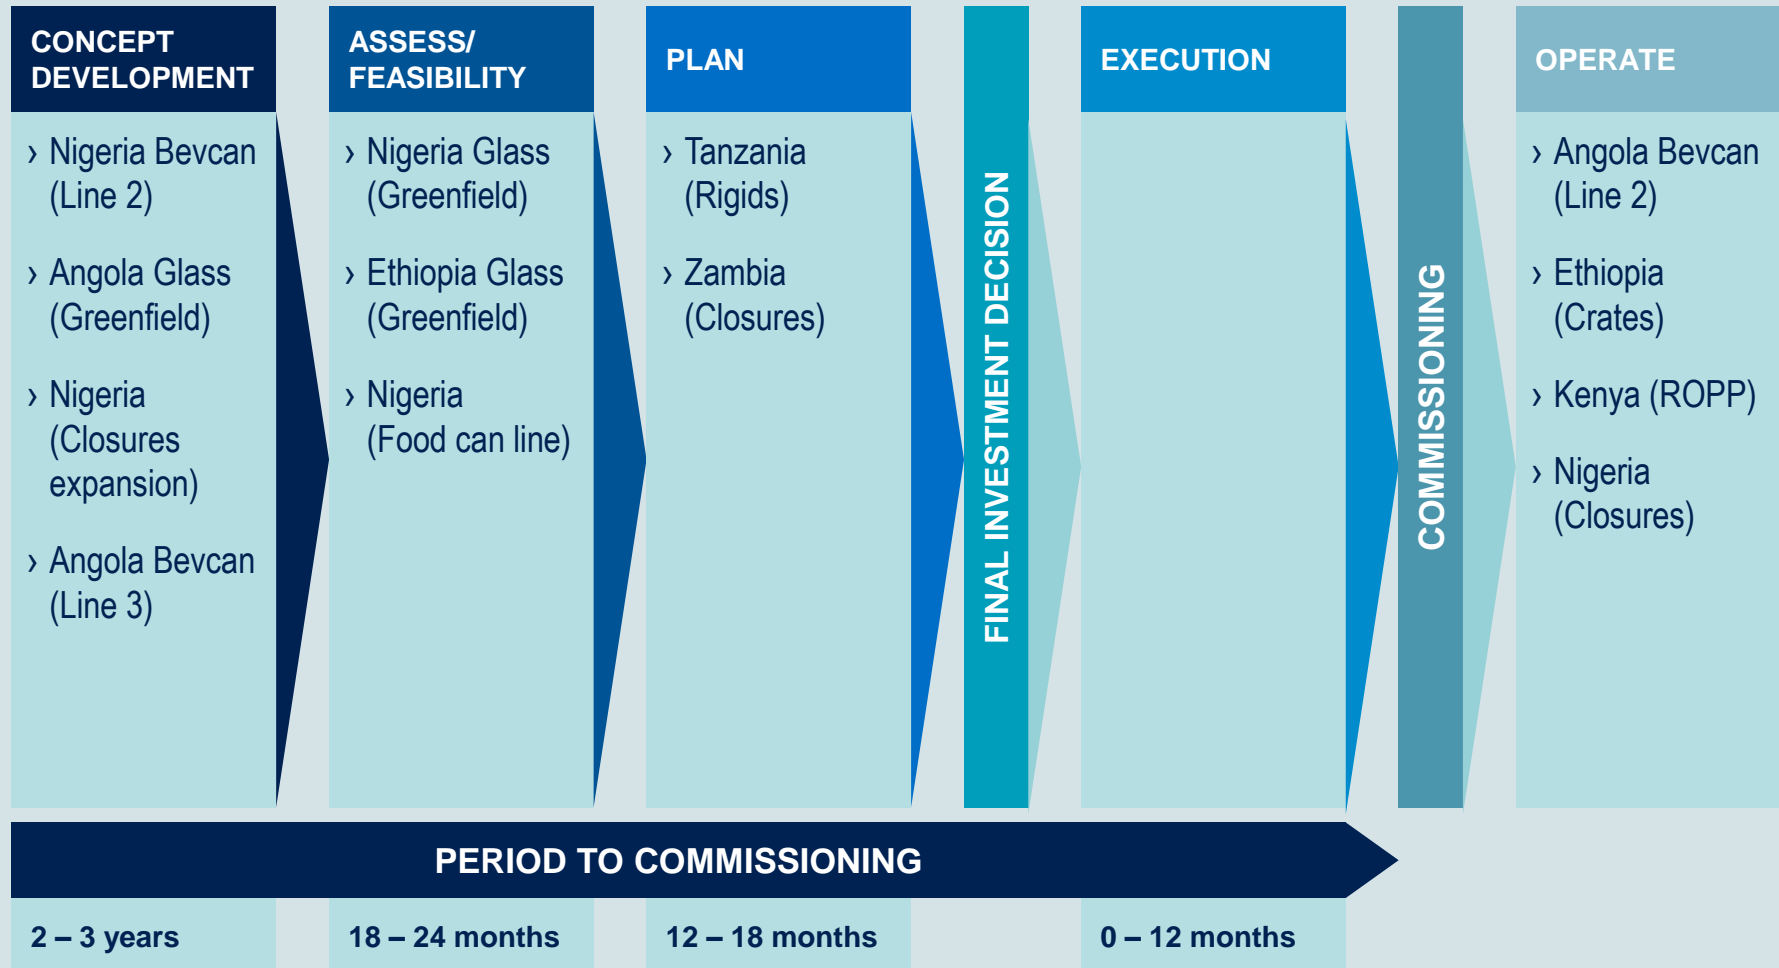 CONCEPT
DEVELOPMENT
› Nigeria Bevcan
(Line 2)
› Angola Glass
(Greenfield)
› Nigeria
(Closures
expansion)
› Angola Bevcan
(Line 3)
ASSESS/
FEASIBILITY
› Nigeria Glass
(Greenfield)
› Ethiopia Glass
(Greenfield)
› Nigeria
(Food can line)
PLAN
› Tanzania
(Rigids)
› Zambia
(Closures)
FINAL INVESTMENT DECISION
EXECUTION
COMMISSIONING
OPERATE
› Angola Bevcan
(Line 2)
› Ethiopia
(Crates)
› Kenya (ROPP)
› Nigeria
(Closures)
PERIOD TO COMMISSIONING
2 – 3 years
18 – 24 months
12 – 18 months
0 – 12 months